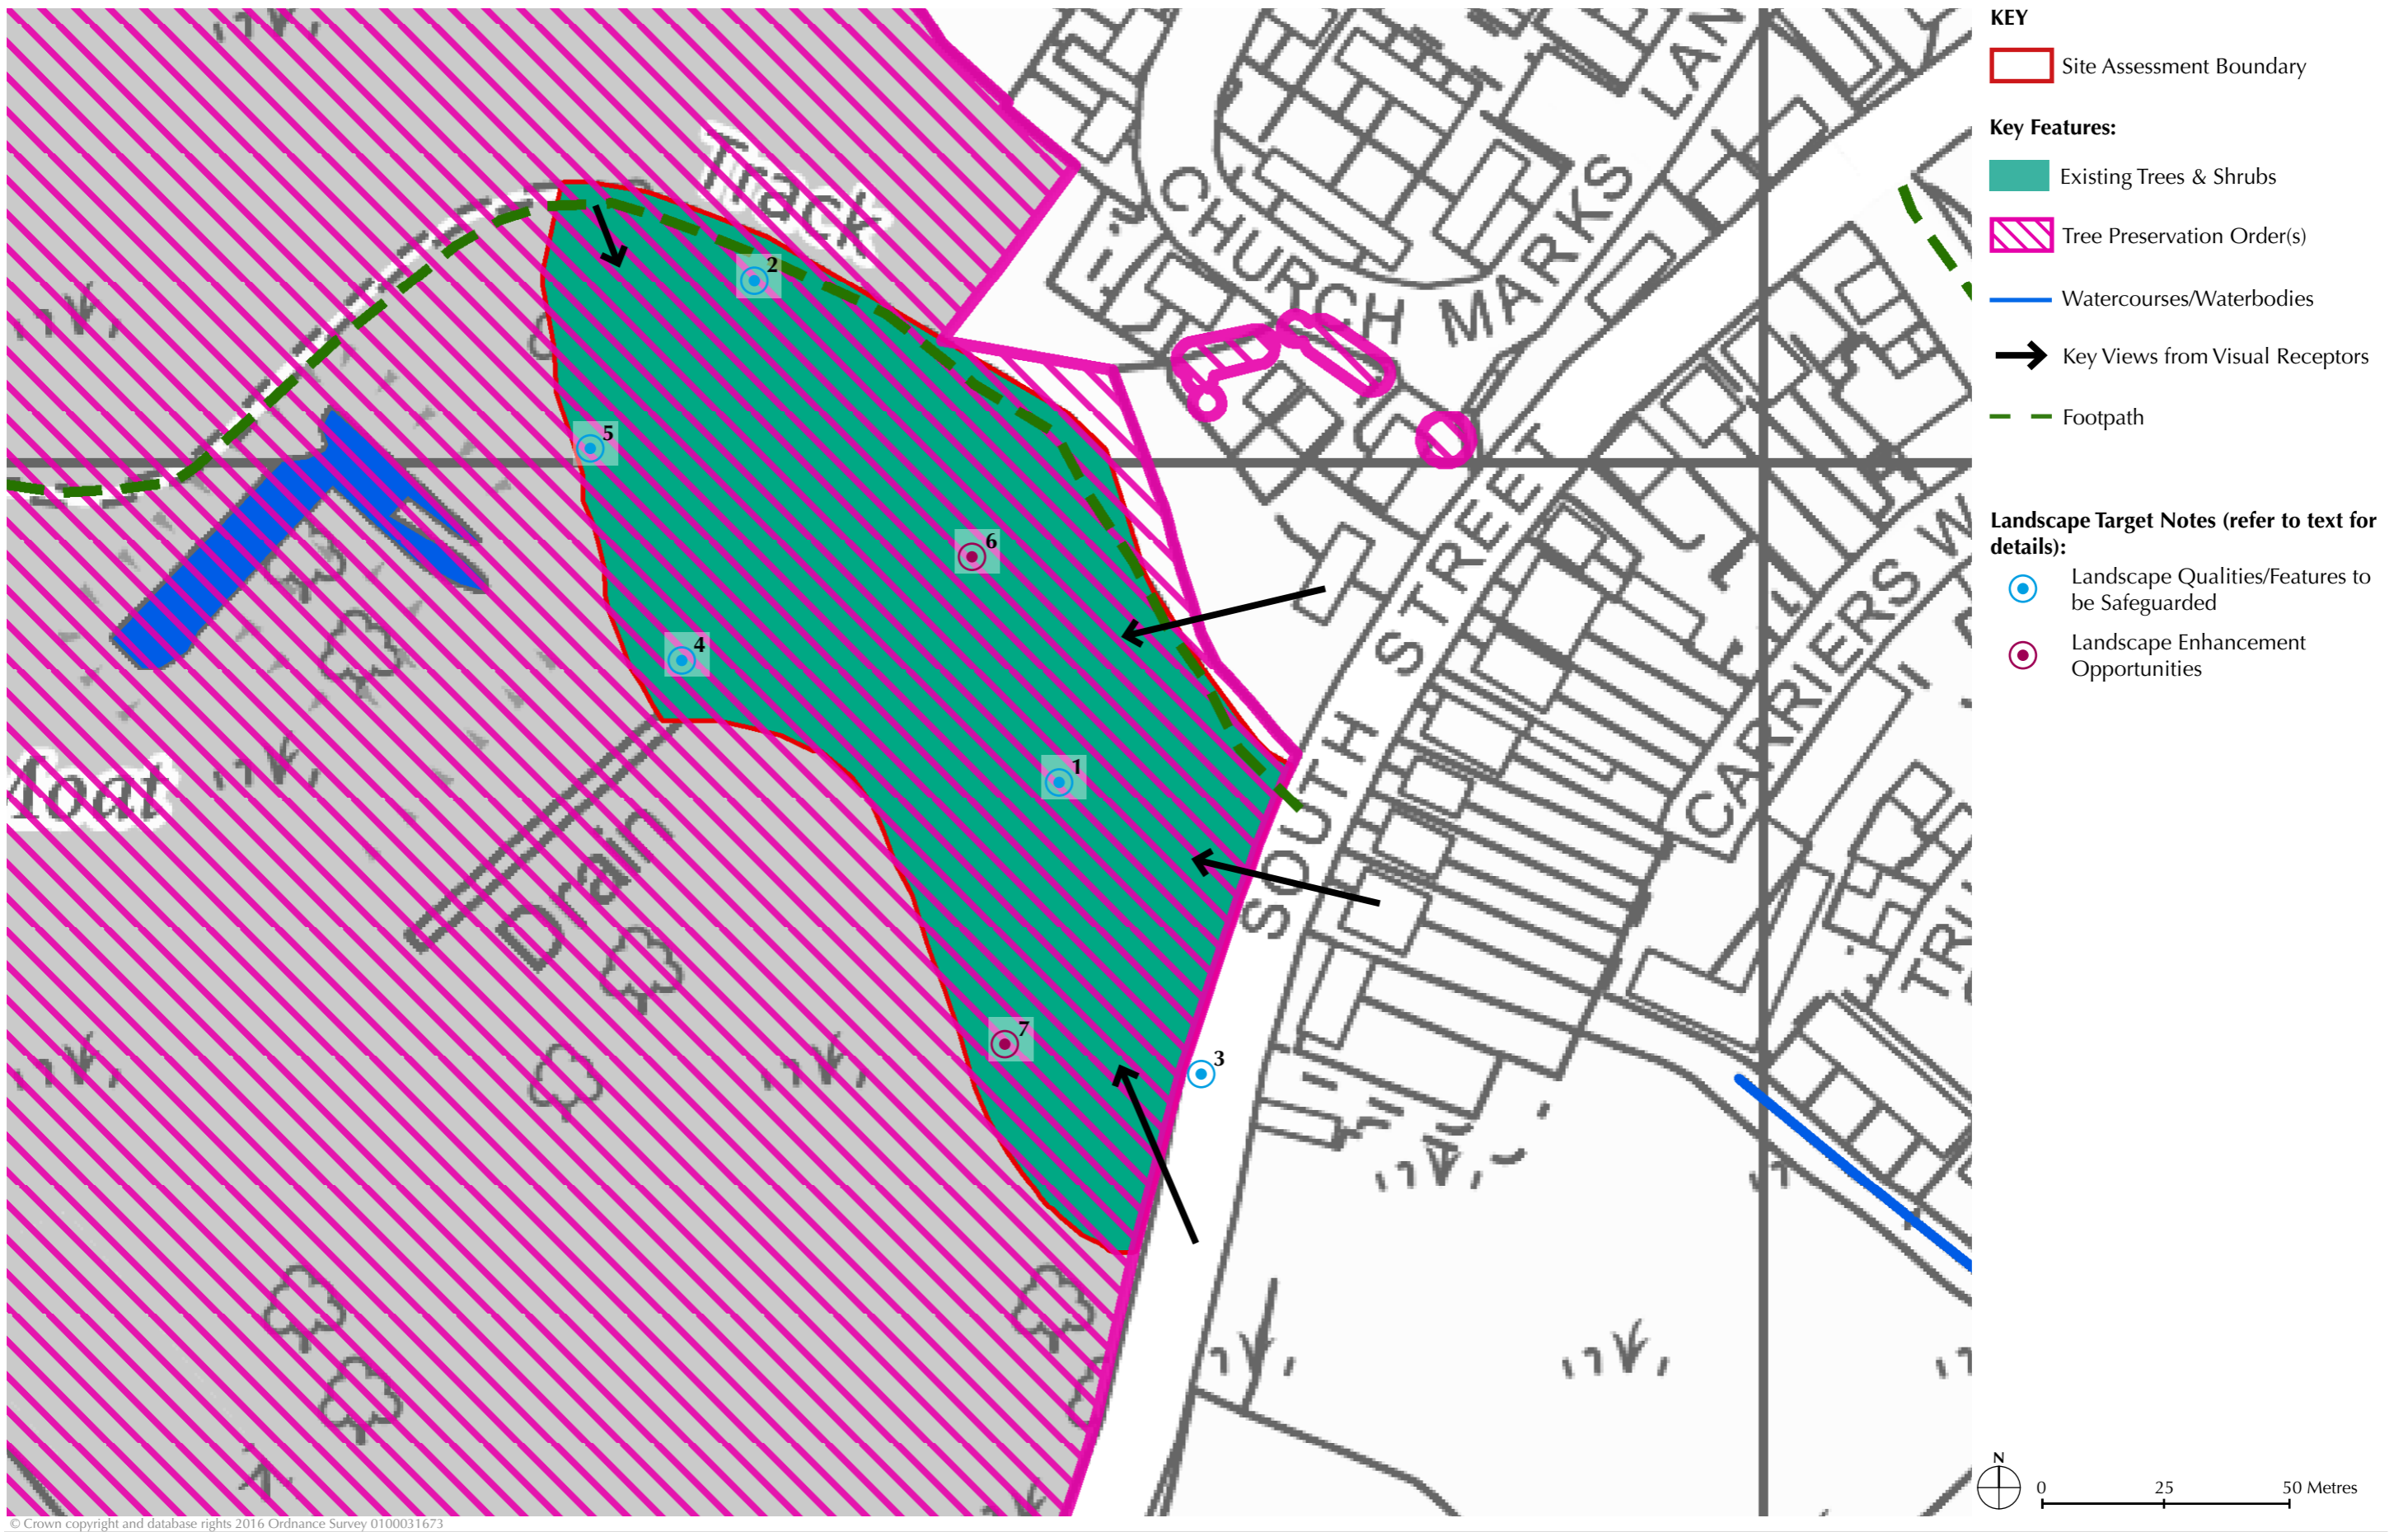 KEY
Site Assessment Boundary
Key Features:
Existing Trees & Shrubs
Tree Preservation Order(s)
Watercourses/Waterbodies
Key Views from Visual Receptors
Footpath
Landscape Target Notes (refer to text for
details):
Landscape Qualities/Features to
be Safeguarded
Landscape Enhancement
Opportunities
N
0 25 50 Metres
Track
CHURCH
MARKS
LAN
SOUTH STREET
CARRIERS W
TRI
Drain
2
5
6
4
1
7
3
© Crown copyright and database rights 2016 Ordnance Survey 0100031673